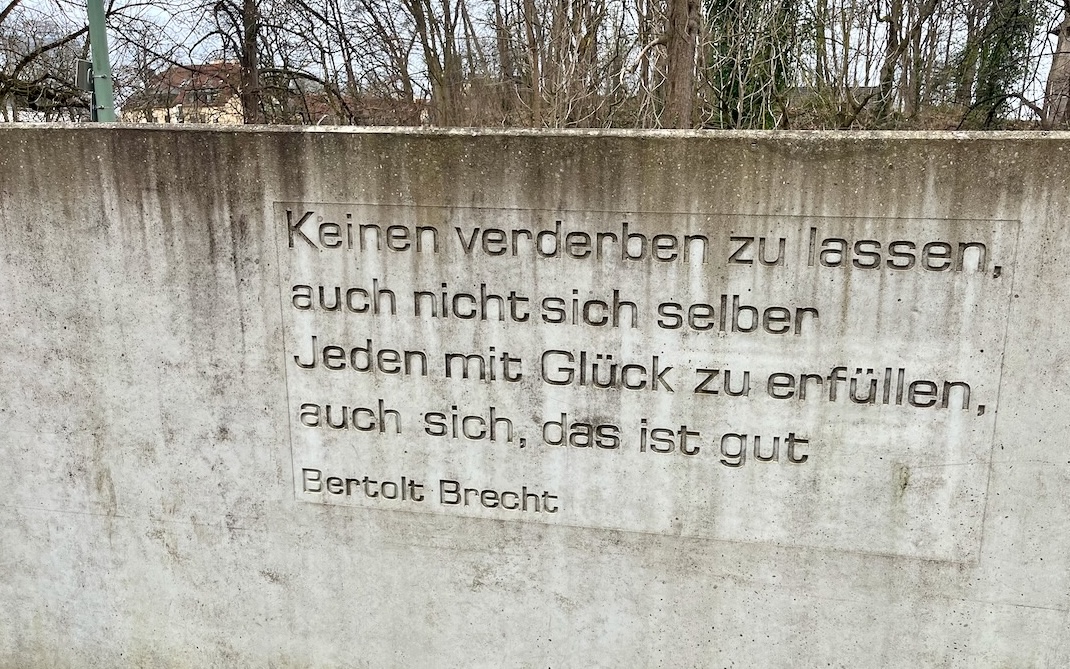 Keinen verderben zu lassen,
auch nicht sich selber
Jeden mit Glück zu erfüllen,
auch sich, das ist gut
Bertolt Brecht